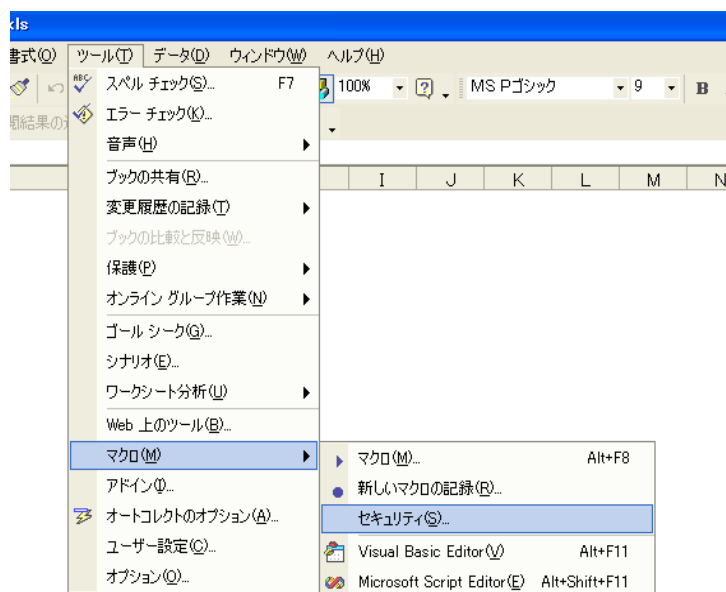 xls
書式(O) ツール(T) データ(D) ウィンドウ(W) ヘルプ(H)
100% MS Pゴシック 9 B
スペル チェック(S)... F7
エラー チェック(K)...
音声(H)
ブックの共有(R)...
I J K L M N
変更履歴の記録(T)
ブックの比較と反映(W)...
保護(P)
オンライン グループ作業(N)
ゴール シーク(G)...
シナリオ(E)...
ワークシート分析(U)
Web 上のツール(B)...
マクロ(M)
マクロ(M)... Alt+F8
アドイン(I)...
新しいマクロの記録(R)...
オートコレクトのオプション(A)...
セキュリティ(S)...
ユーザー設定(C)...
Visual Basic Editor(V) Alt+F11
オプション(O)...
Microsoft Script Editor(E) Alt+Shift+F11